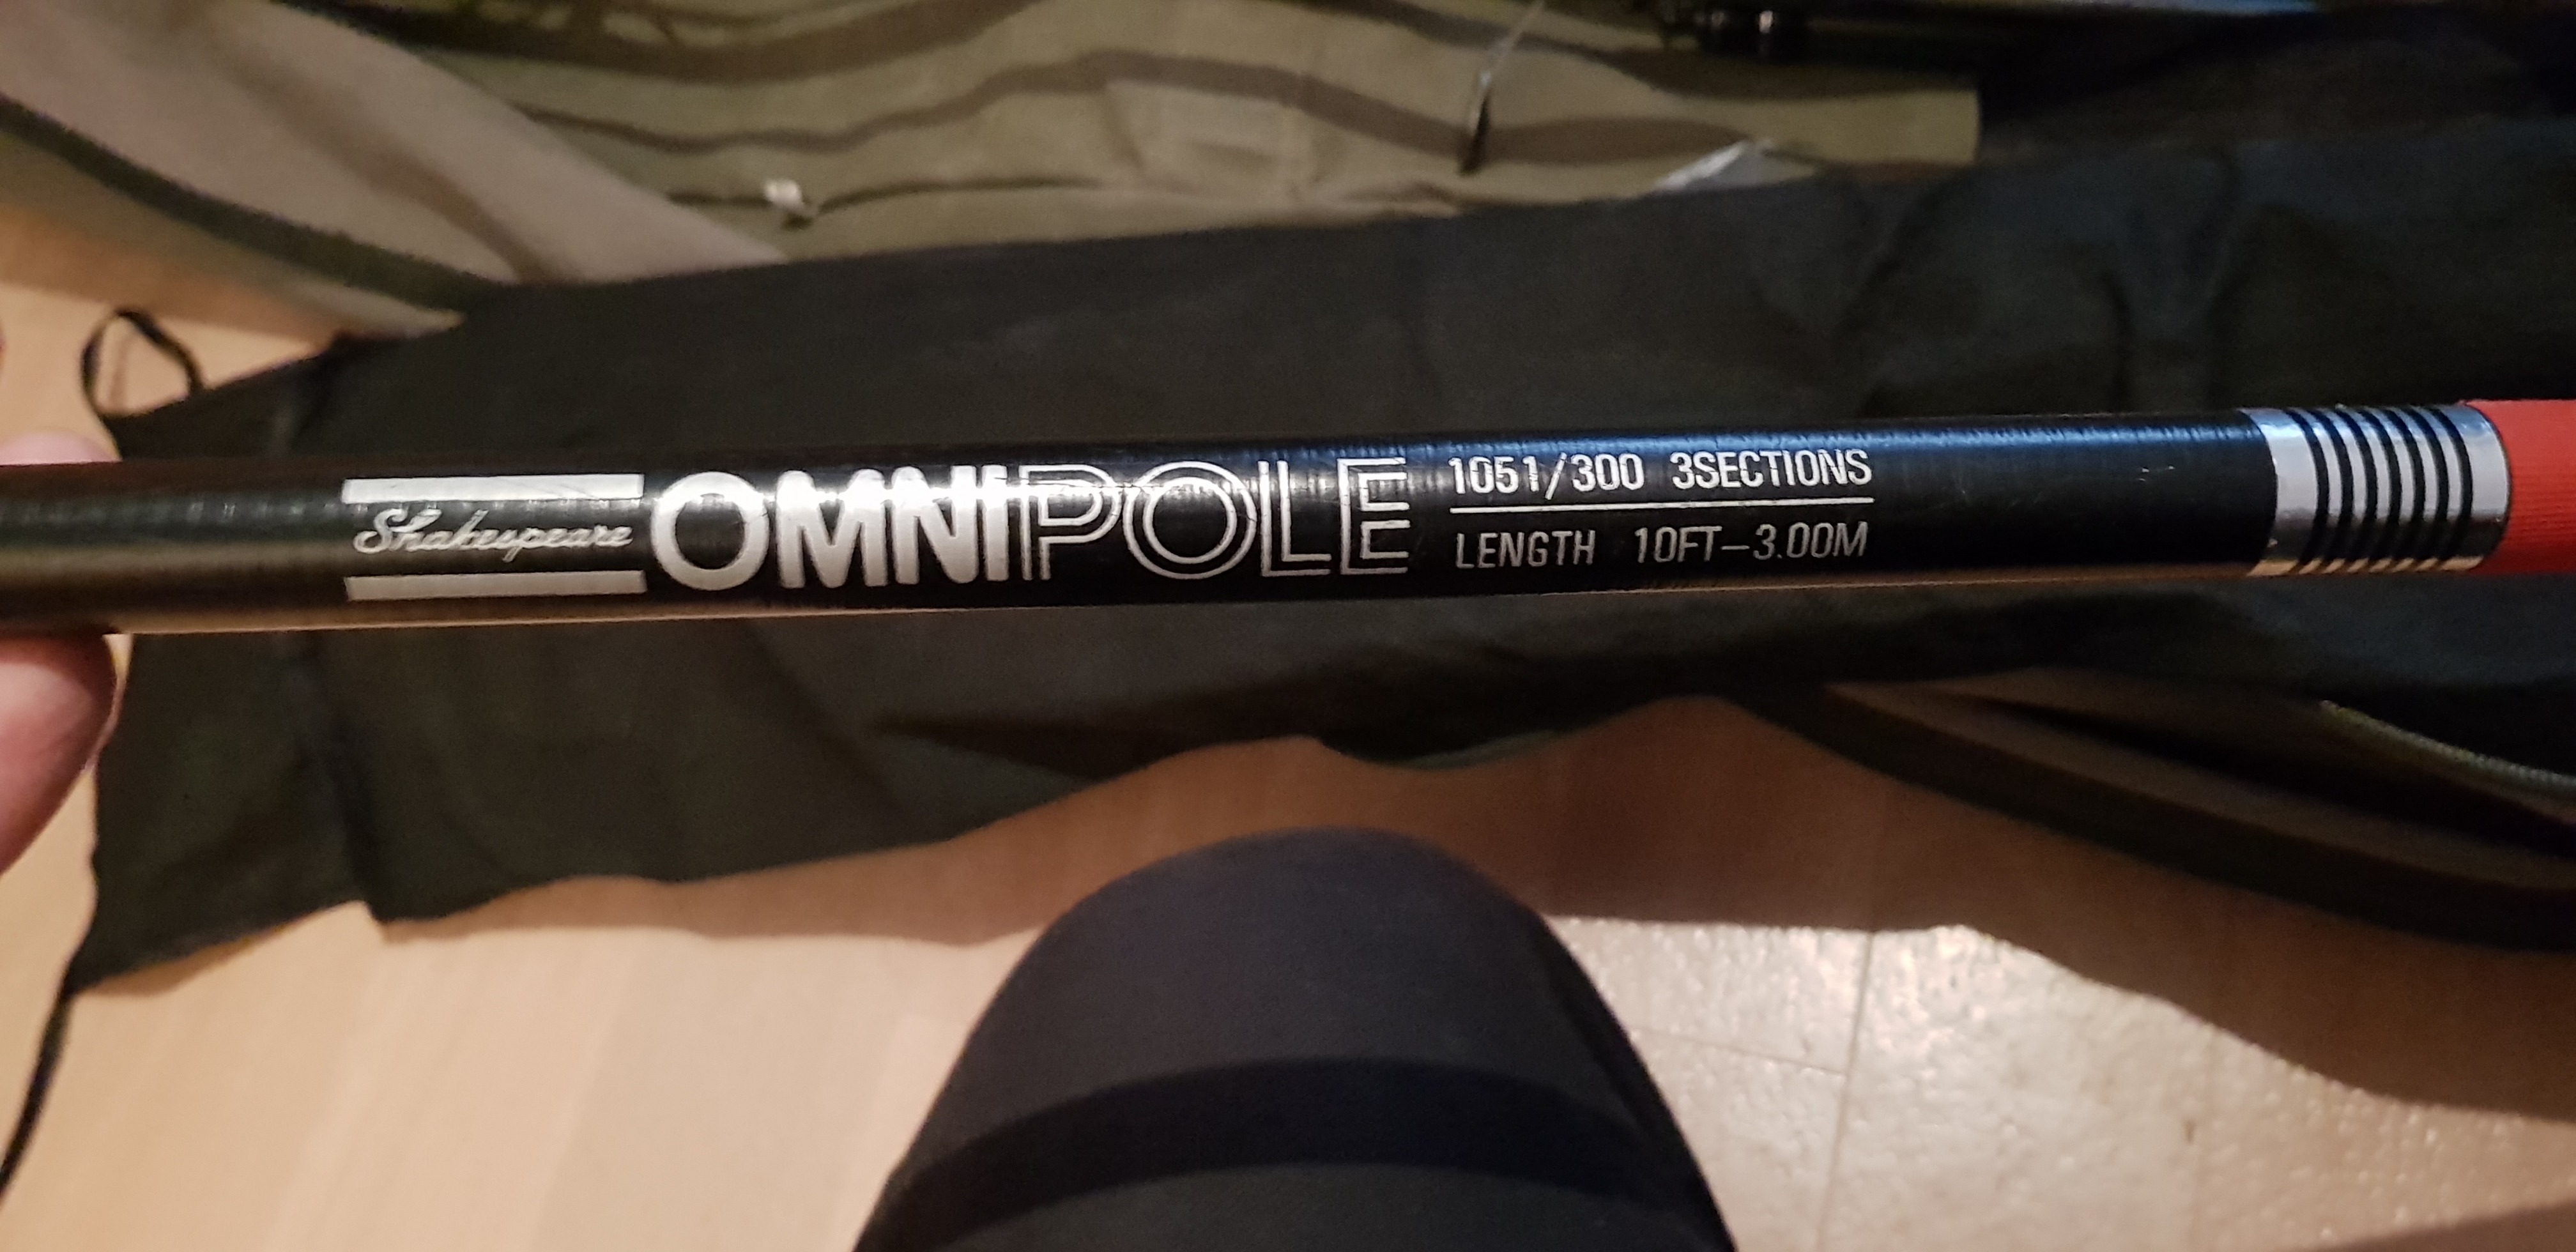 Shakespeare
OMNIPOLE
1051/300 3SECTIONS
LENGTH 10FT-3.00M